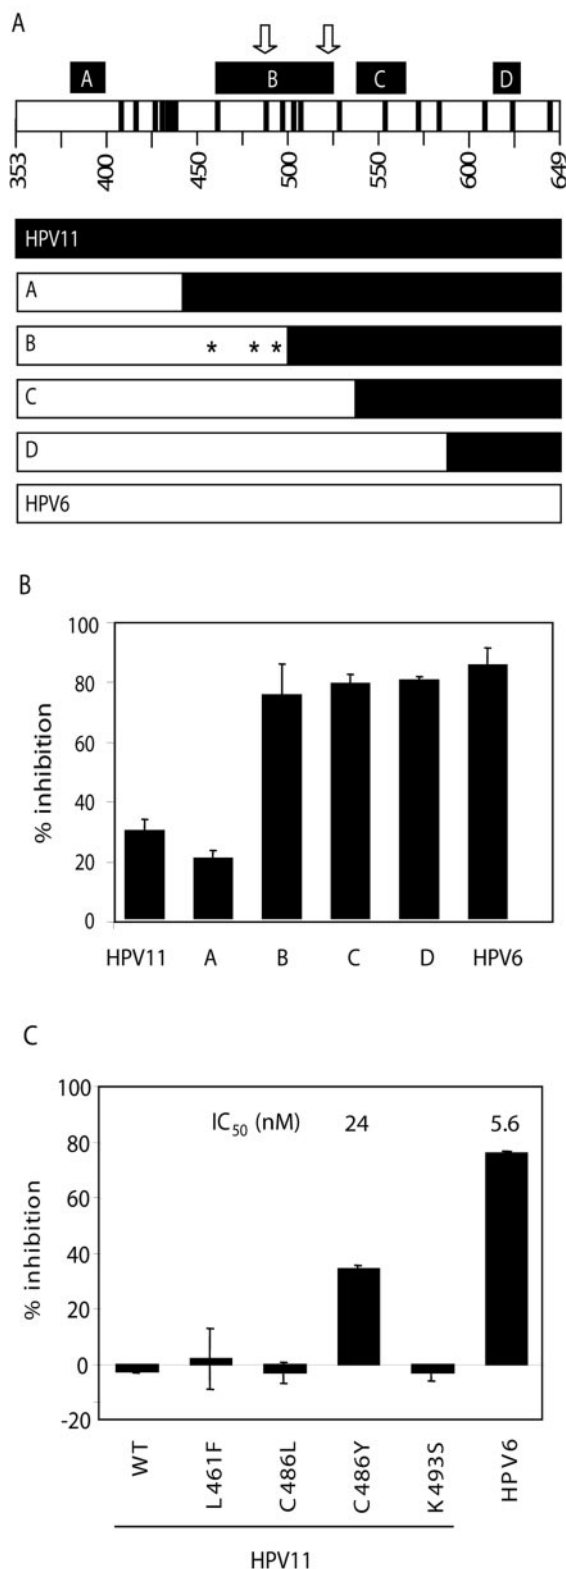 A
A B C D
353 400 450 500 550 600 649
HPV11
A
B * * *
C
D
HPV6
B
100
80
60
40
20
0
% inhibition
HPV11 A B C D HPV6
C
100
80
60
40
20
0
-20
% inhibition
IC50 (nM) 24 5.6
WT L461F C486L C486Y K493S HPV6
HPV11